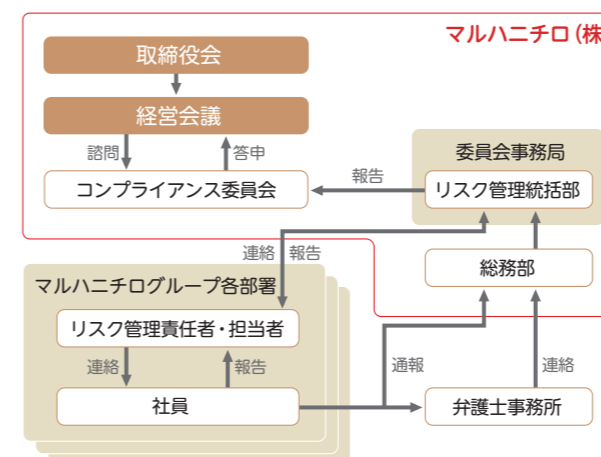 マルハニチロ(株
取締役会
経営会議
諮問
答申
委員会事務局
コンプライアンス委員会
報告
リスク管理統括部
連絡
報告
総務部
マルハニチログループ各部署
リスク管理責任者・担当者
連絡
報告
通報
連絡
社員
弁護士事務所